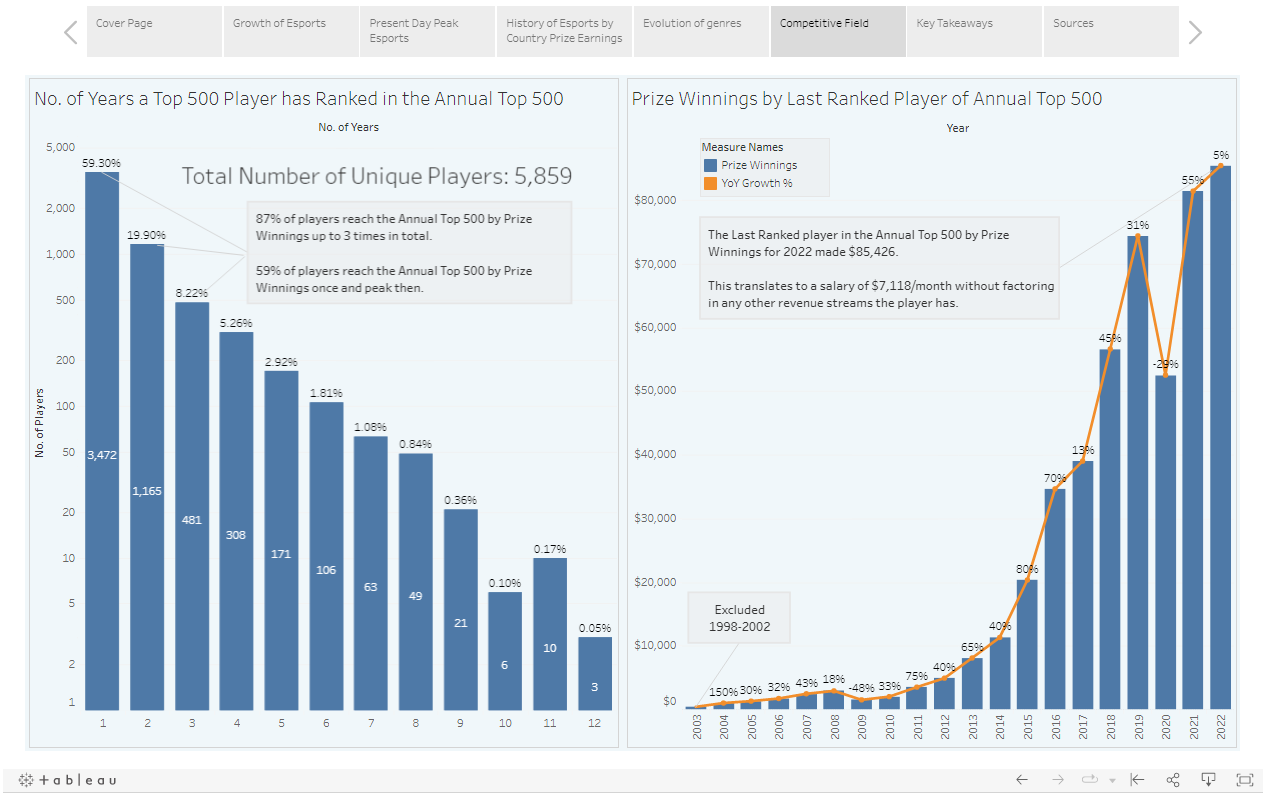 Cover Page
Growth of Esports
Present Day Peak
Esports
History of Esports by
Country Prize Earnings
Evolution of genres
Competitive Field
Key Takeaways
Sources
No. of Years a Top 500 Player has Ranked in the Annual Top 500
No. of Years
Total Number of Unique Players: 5,859
87% of players reach the Annual Top 500 by Prize
Winnings up to 3 times in total.
59% of players reach the Annual Top 500 by Prize
Winnings once and peak then.
No. of Players
5,000
2,000
1,000
500
200
100
50
20
10
5
2
1
59.30%
19.90%
8.22%
5.26%
2.92%
1.81%
1.08%
0.84%
0.36%
0.10%
0.17%
0.05%
3,472
1,165
481
308
171
106
63
49
21
6
10
3
1 2 3 4 5 6 7 8 9 10 11 12
Prize Winnings by Last Ranked Player of Annual Top 500
Year
Measure Names
Prize Winnings
YoY Growth %
The Last Ranked player in the Annual Top 500 by Prize
Winnings for 2022 made $85,426.
This translates to a salary of $7,118/month without factoring
in any other revenue streams the player has.
Excluded
1998-2002
$80,000
$70,000
$60,000
$50,000
$40,000
$30,000
$20,000
$10,000
$0
150%
30%
32%
43%
18%
-48%
33%
75%
40%
65%
40%
80%
70%
13%
45%
31%
-29%
55%
5%
2003 2004 2005 2006 2007 2008 2009 2010 2011 2012 2013 2014 2015 2016 2017 2018 2019 2020 2021 2022
+ a b | e a u